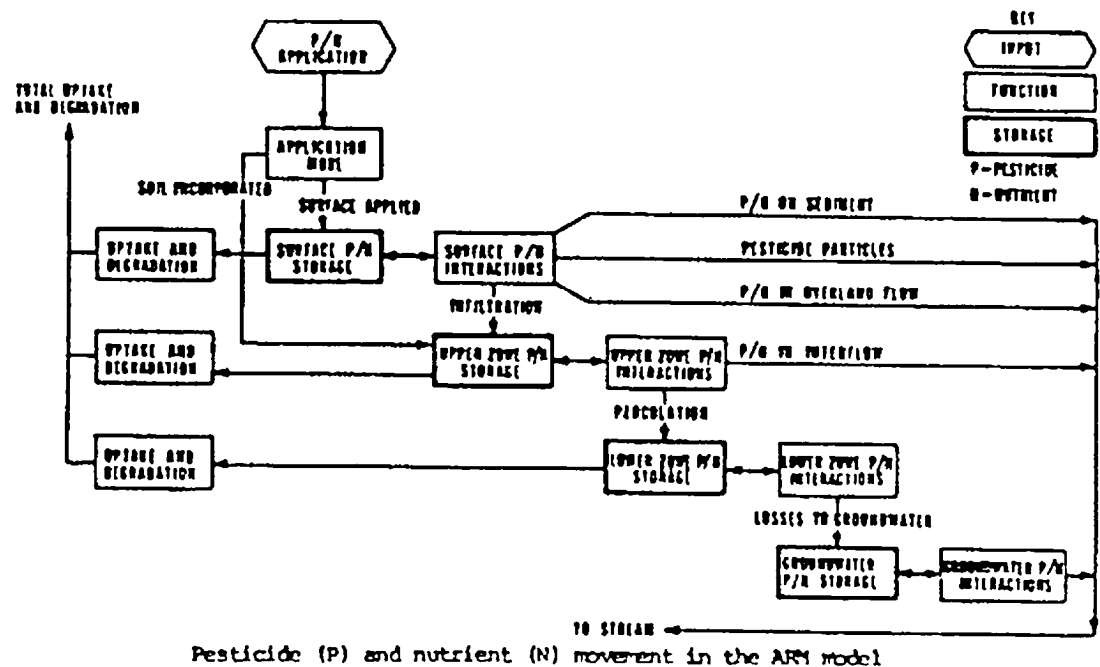 KEY
P/N
APPLICATION
INPUT
TOTAL UPTAKE
AND DEGRADATION
FUNCTION
APPLICATION
MODE
STORAGE
P-PESTICIDE
N-NUTRIENT
SOIL INCORPORATED
SURFACE APPLIED
P/N ON SEDIMENT
UPTAKE AND
DEGRADATION
SURFACE P/N
STORAGE
SURFACE P/N
INTERACTIONS
PESTICIDE PARTICLES
P/N IN OVERLAND FLOW
INFILTRATION
UPTAKE AND
DEGRADATION
UPPER ZONE P/N
STORAGE
UPPER ZONE P/N
INTERACTIONS
P/N IN INTERFLOW
PERCOLATION
UPTAKE AND
DEGRADATION
LOWER ZONE P/N
STORAGE
LOWER ZONE P/N
INTERACTIONS
LOSSES TO GROUNDWATER
GROUNDWATER
P/N STORAGE
GROUNDWATER P/N
INTERACTIONS
TO STREAM
Pesticide (P) and nutrient (N) movement in the ARM model